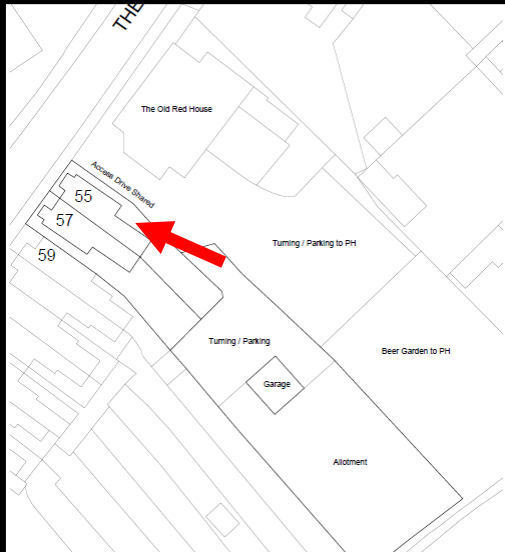 THE
The Old Red House
Access Drive Shared
55
57
59
Turning / Parking to PH
Turning / Parking
Beer Garden to PH
Garage
Allotment